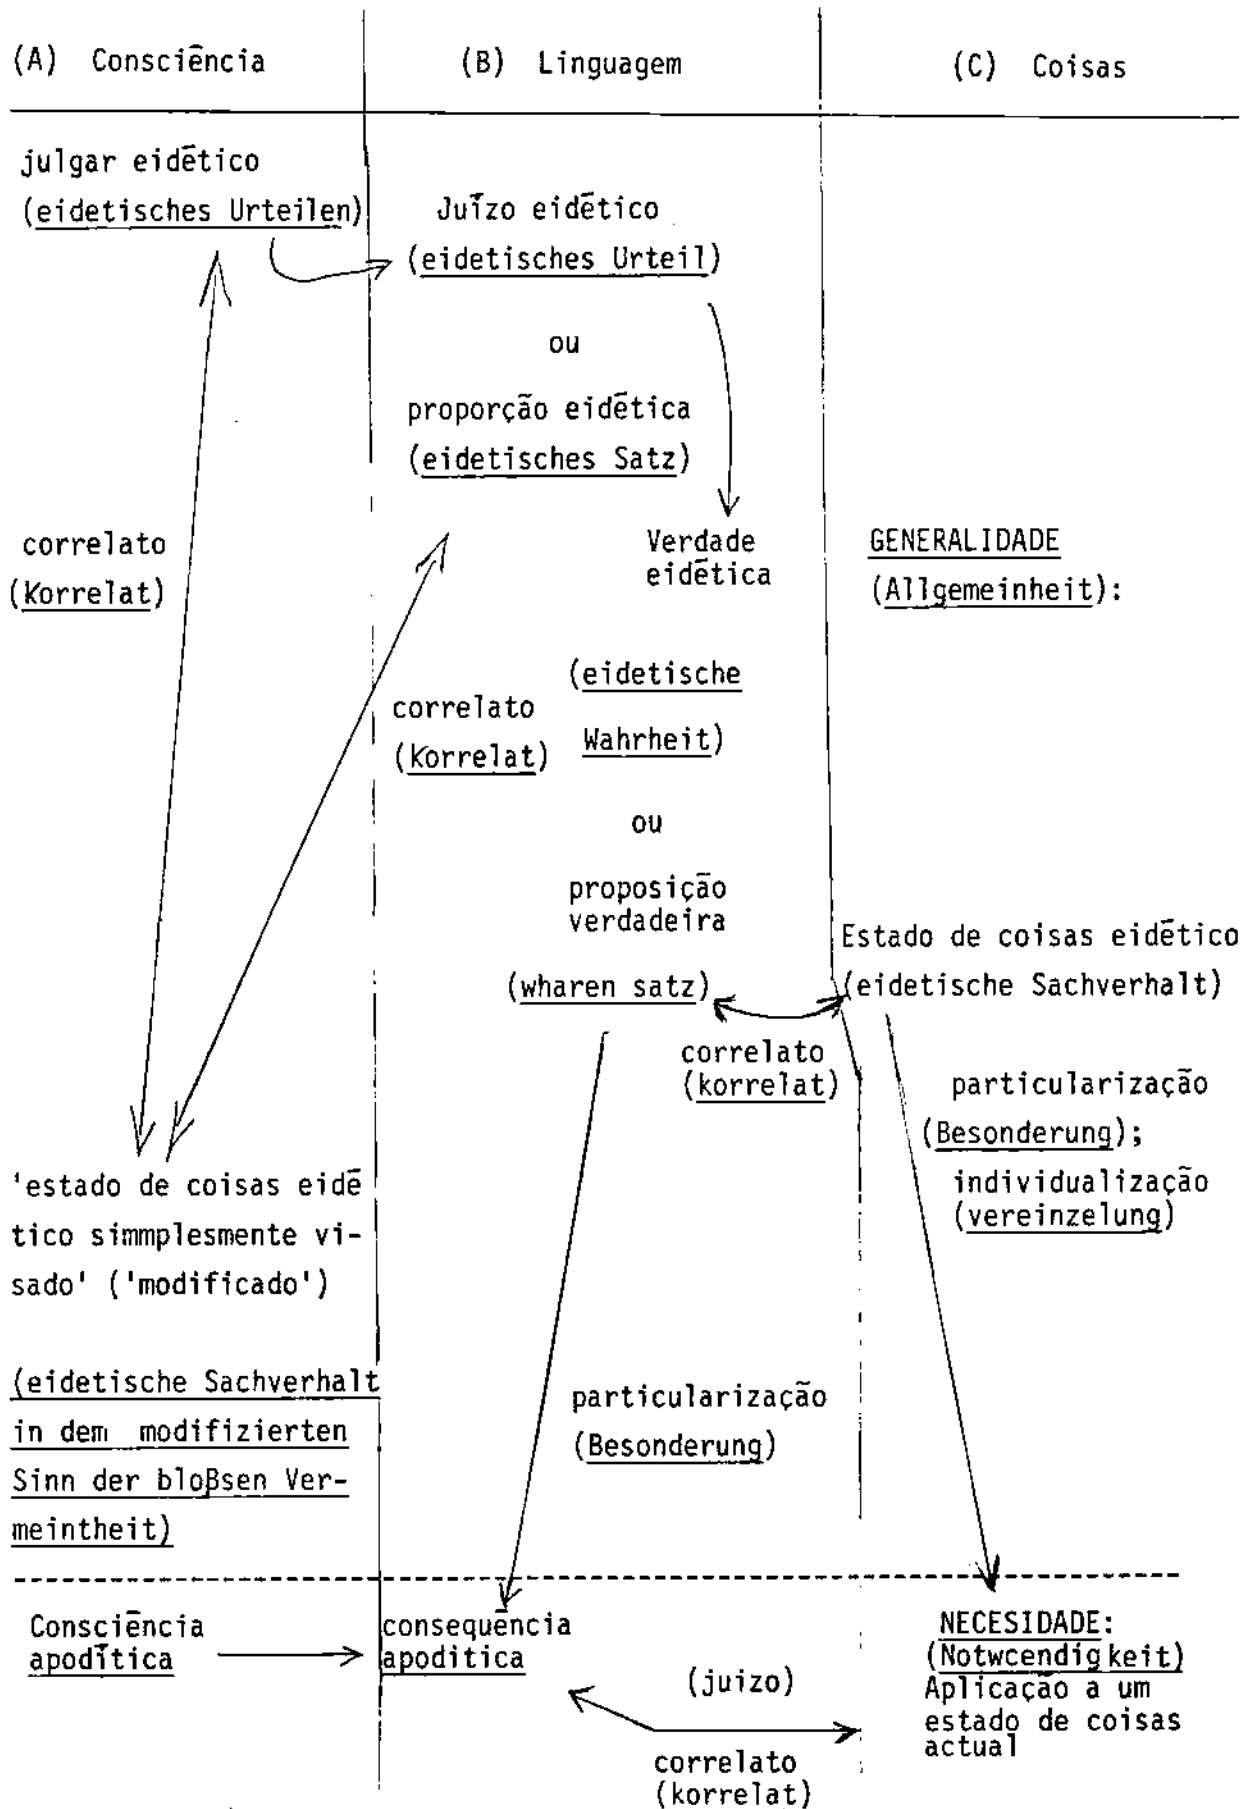 (A) Consciência
(B) Linguagem
(C) Coisas
julgar eidético
(eidetisches Urteilen)
Juízo eidético
(eidetisches Urteil)
ou
proporção eidética
(eidetisches Satz)
correlato
(Korrelat)
Verdade
eidética
GENERALIDADE
(Allgemeinheit):
(eidetische
Wahrheit)
correlato
(Korrelat)
ou
proposição
verdadeira
(wharen satz)
Estado de coisas eidético
(eidetische Sachverhalt)
correlato
(korrelat)
particularização
(Besonderung);
individualização
(vereinzelung)
'estado de coisas eidé
tico simmplesmente vi-
sado' ('modificado')
(eidetische Sachverhalt
in dem modifizierten
Sinn der bloβsen Ver-
meintheit)
particularização
(Besonderung)
Consciência
apodítica
consequência
apoditica
(juizo)
correlato
(korrelat)
NECESIDADE:
(Notwcendigkeit)
Aplicação a um
estado de coisas
actual